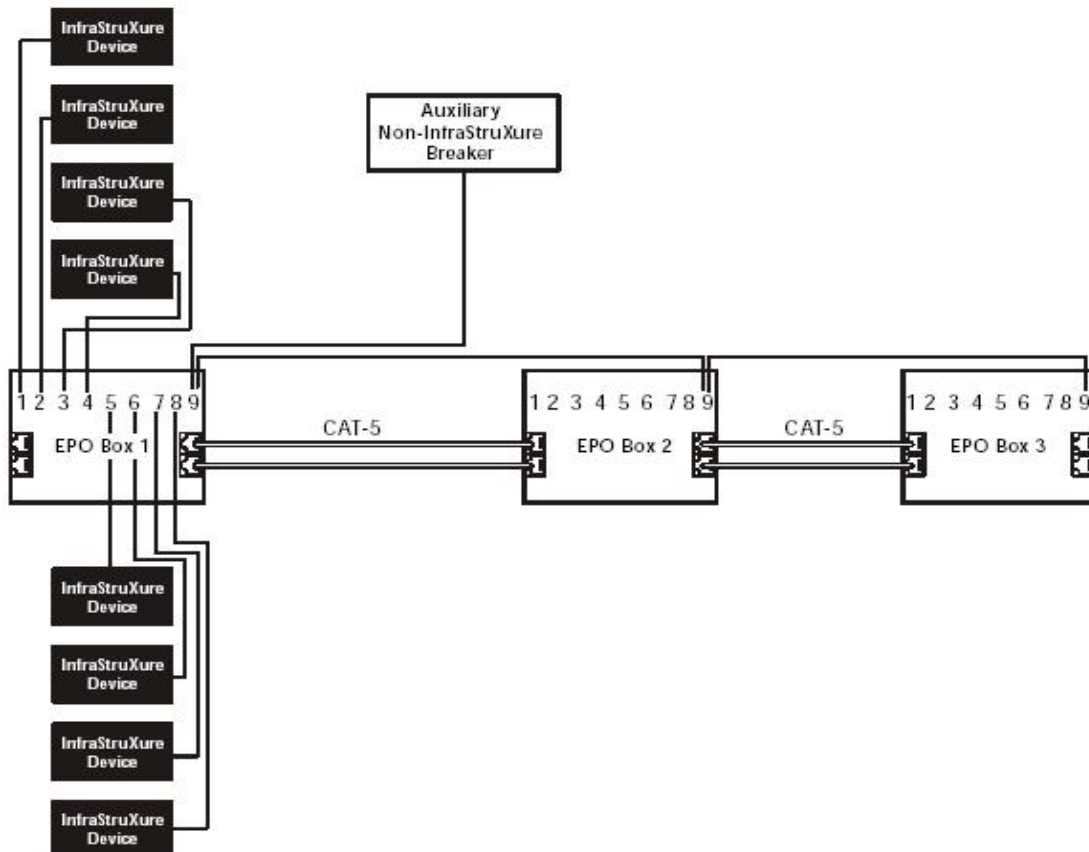 InfraStruXure
Device
InfraStruXure
Device
InfraStruXure
Device
InfraStruXure
Device
Auxiliary
Non-InfraStruXure
Breaker
1 2 3 4 5 6 7 8 9
EPO Box 1
CAT-5
1 2 3 4 5 6 7 8 9
EPO Box 2
CAT-5
1 2 3 4 5 6 7 8 9
EPO Box 3
InfraStruXure
Device
InfraStruXure
Device
InfraStruXure
Device
InfraStruXure
Device